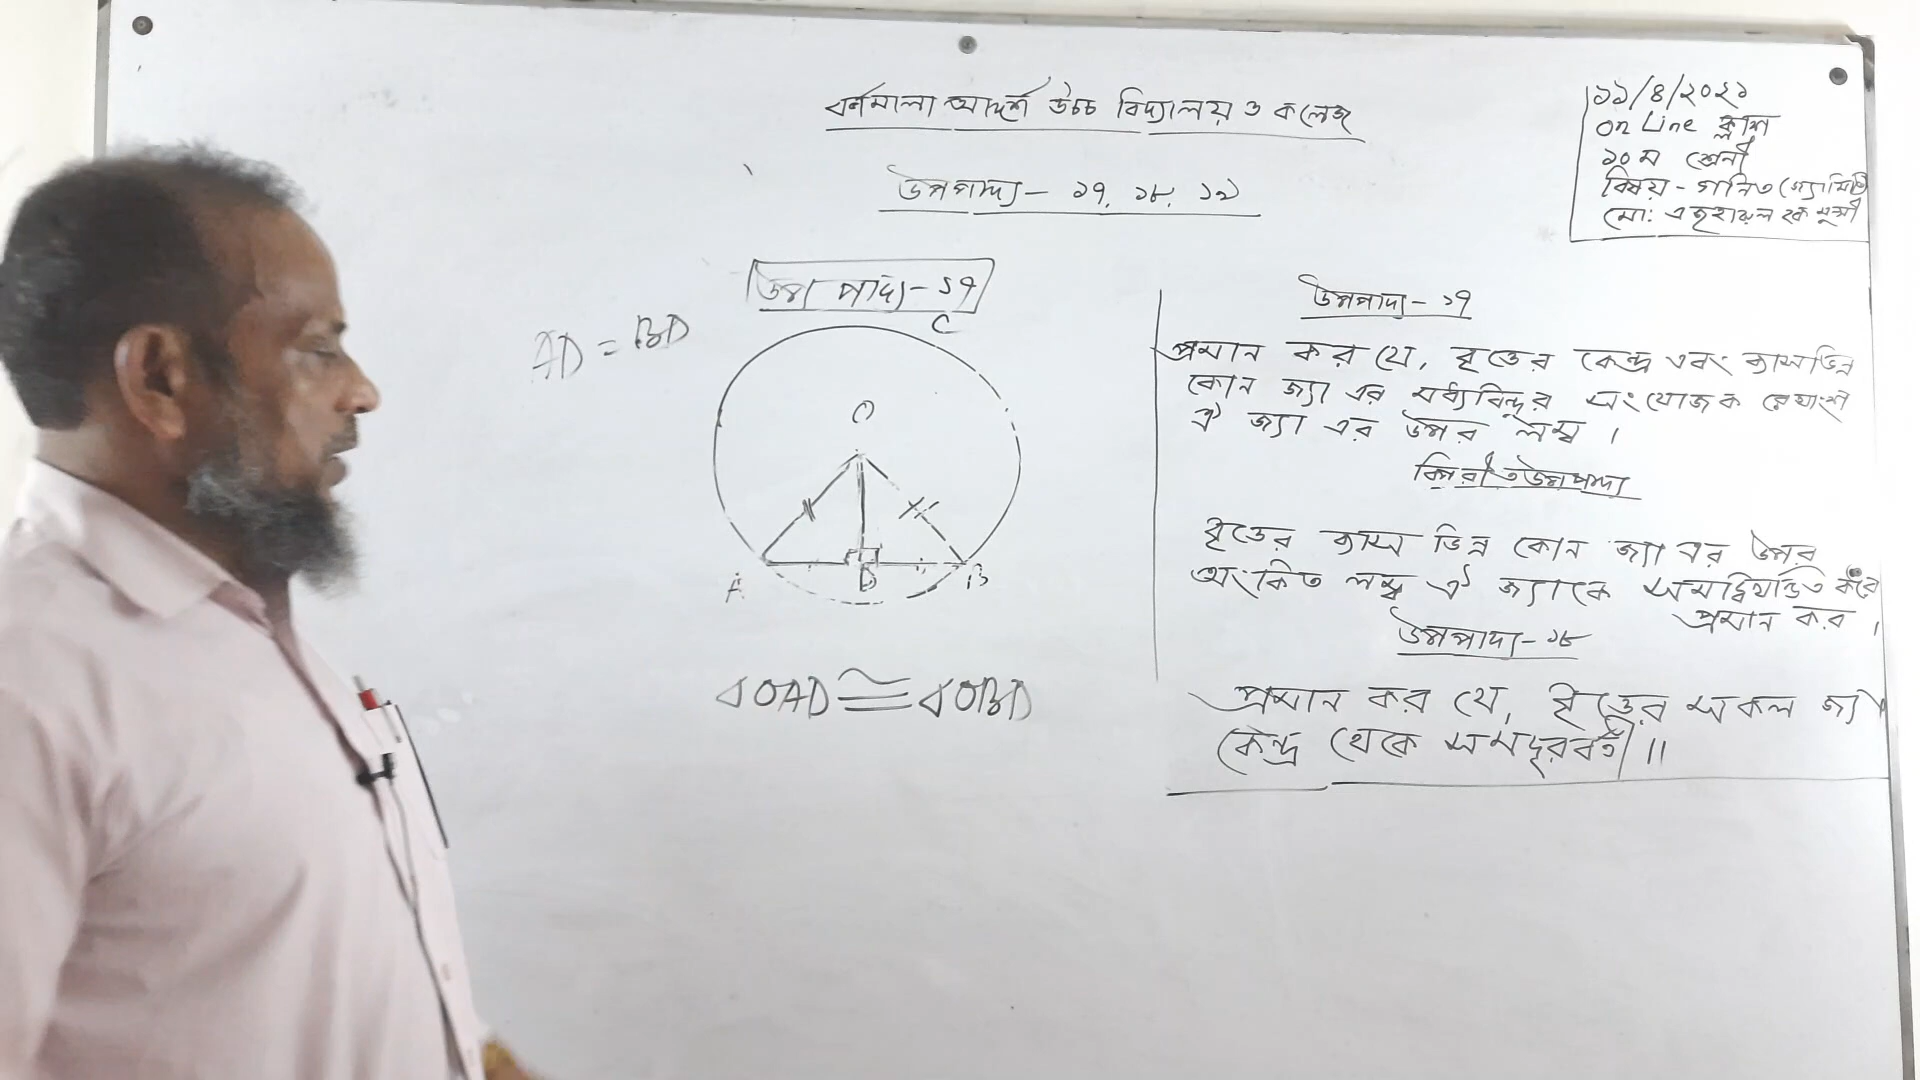 বর্ণমালা আদর্শ উচ্চ বিদ্যালয় ও কলেজ
উপপাদ্য - ১৭, ১৮, ১৯
১১/৪/২০২১
on Line ক্লাশ
১০ম শ্রেনী
বিষয় - গনিত (জ্যামিতি)
মো: এজহারুল হক মুন্সী
উপপাদ্য - ১৭
AD = BD
C
O
A
D
B
△OAD ≅ △OBD
উপপাদ্য - ১৭
প্রমান কর যে, বৃত্তের কেন্দ্র এবং ব্যাসভিন্ন
কোন জ্যা এর মধ্যবিন্দুর সংযোজক রেখাংশ
ঐ জ্যা এর উপর লম্ব ।
বিপরীত উপপাদ্য
বৃত্তের ব্যাস ভিন্ন কোন জ্যা এর উপর
অংকিত লম্ব ঐ জ্যাকে সমদ্বিখন্ডিত করে
প্রমান কর ।
উপপাদ্য - ১৮
প্রমান কর যে, বৃত্তের সকল জ্যা
কেন্দ্র থেকে সমদূরবর্তী ॥